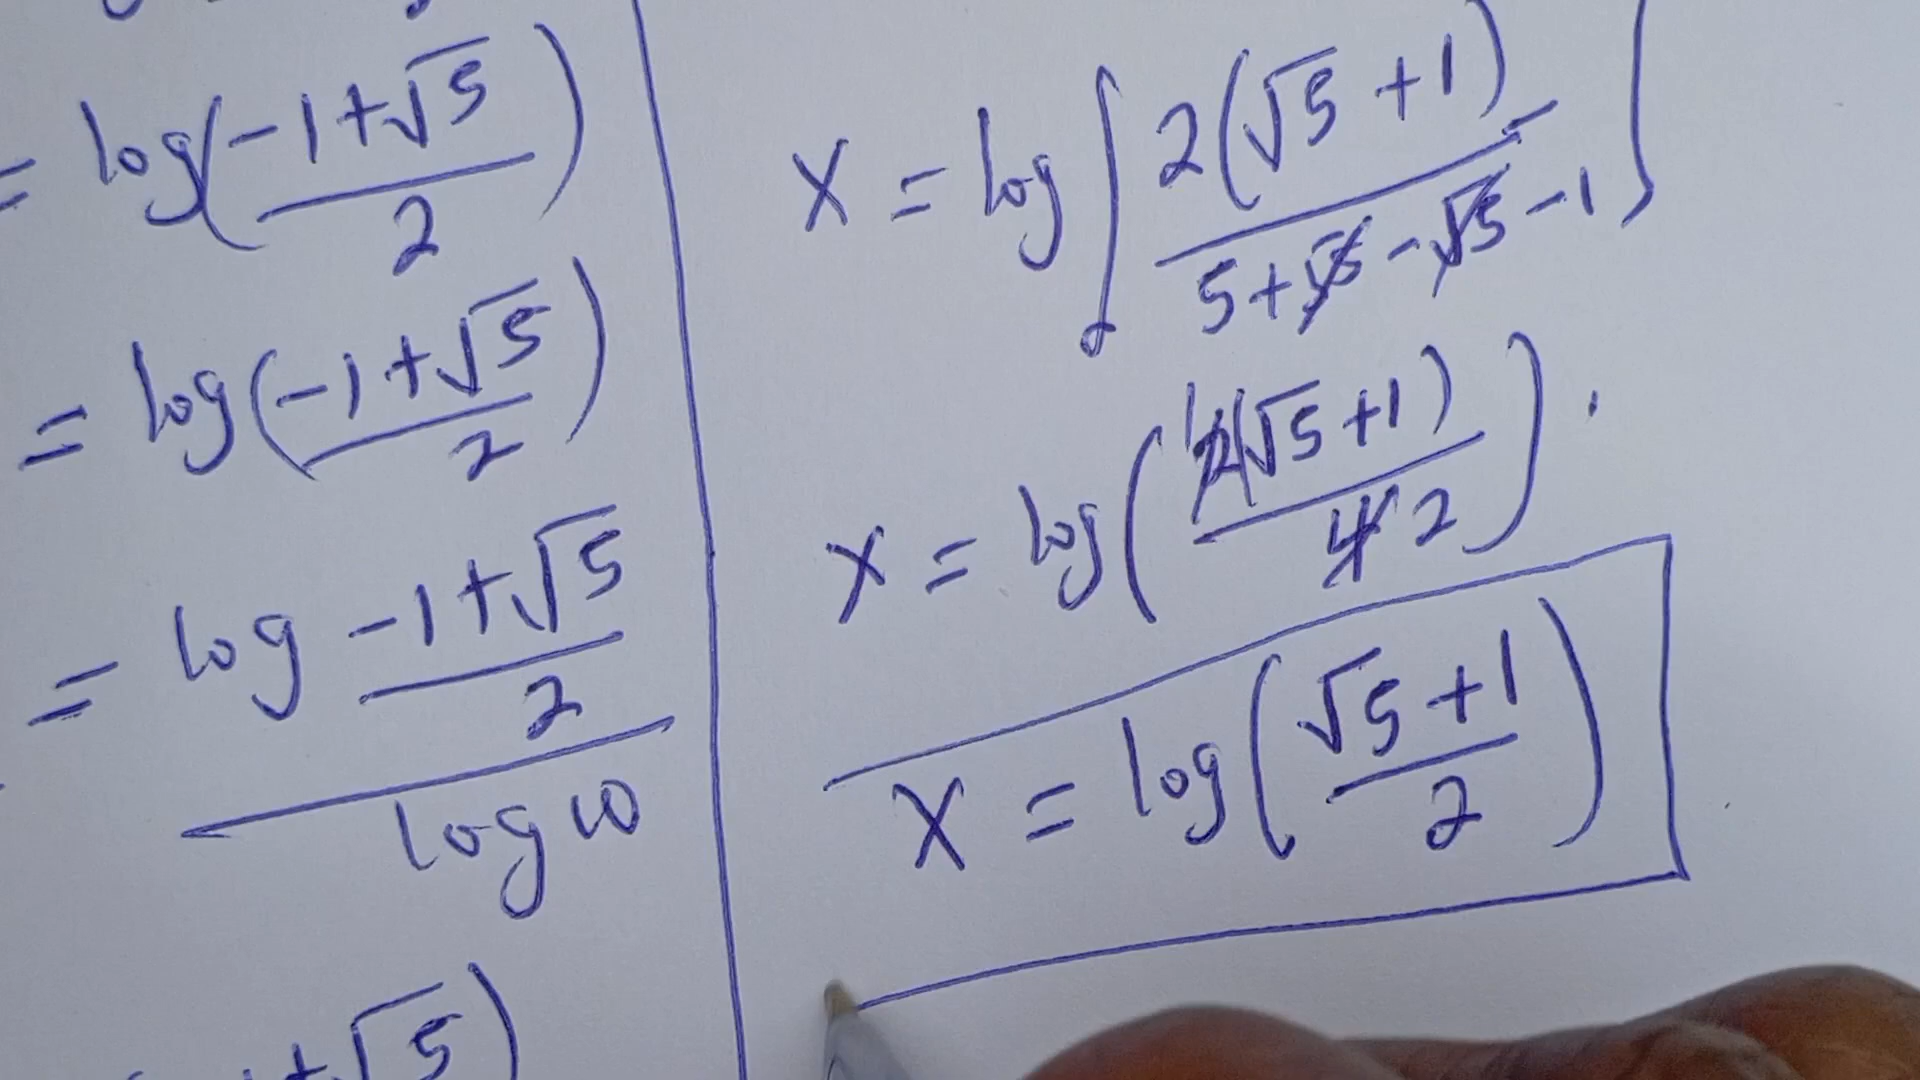 = log(-1+√5/2)
= log(-1+√5/2)
= log -1+√5/2
log 10
+√5)
x = log(2(√5+1)/5+√5-√5-1)
x = log(2(√5+1)/4 2).
x = log(√5+1/2)